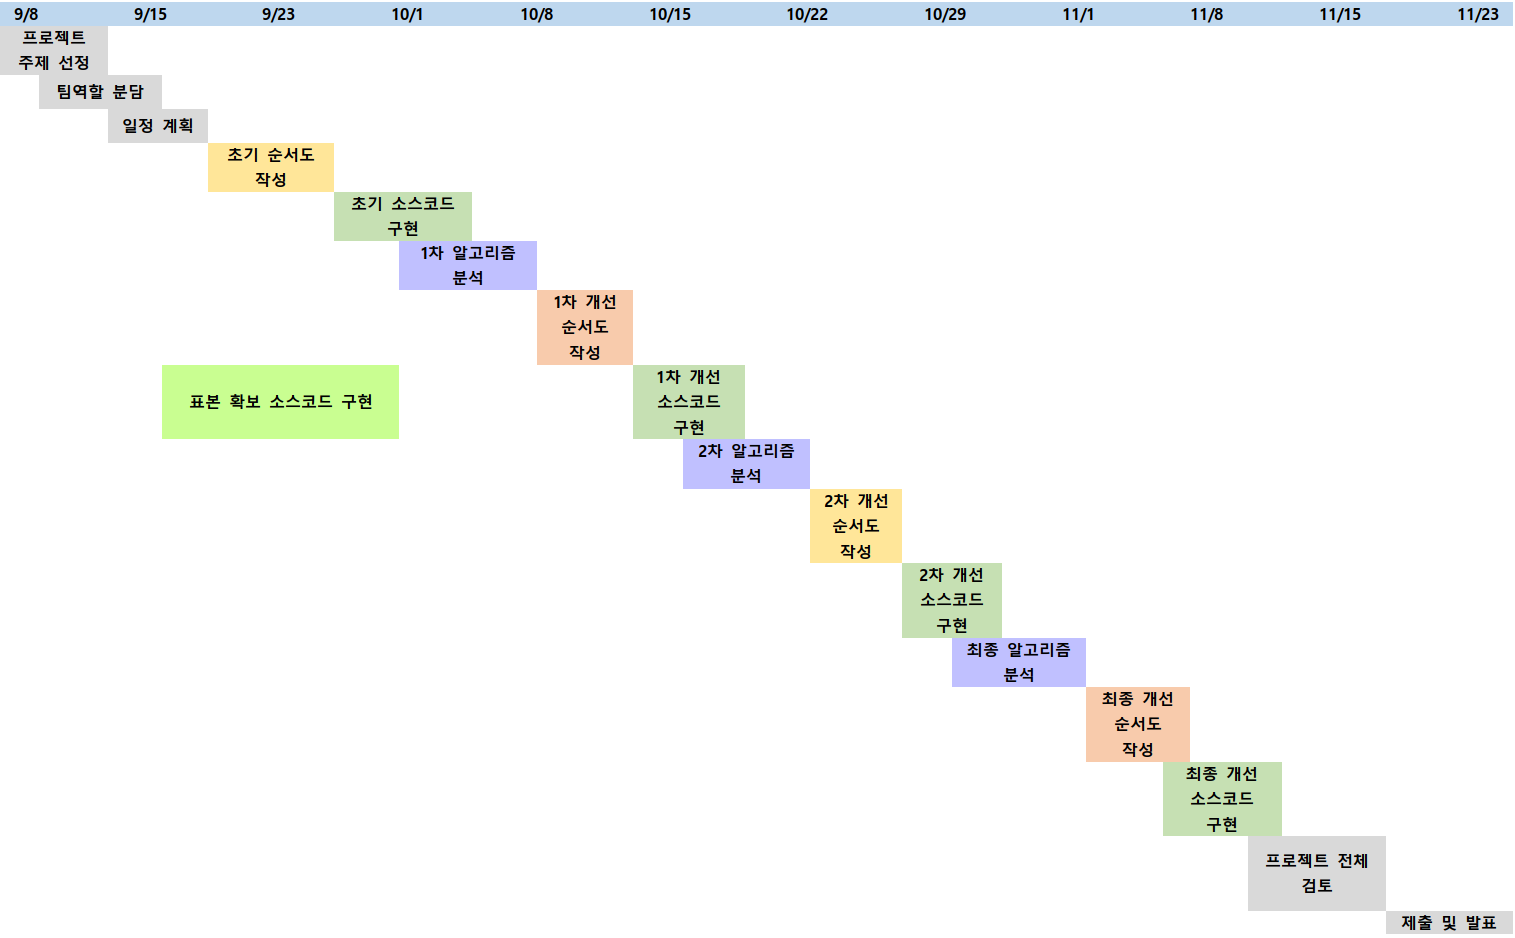 9/8 9/15 9/23 10/1 10/8 10/15 10/22 10/29 11/1 11/8 11/15 11/23
프로젝트
주제 선정
팀역할 분담
일정 계획
초기 순서도
작성
초기 소스코드
구현
1차 알고리즘
분석
1차 개선
순서도
작성
표본 확보 소스코드 구현
1차 개선
소스코드
구현
2차 알고리즘
분석
2차 개선
순서도
작성
2차 개선
소스코드
구현
최종 알고리즘
분석
최종 개선
순서도
작성
최종 개선
소스코드
구현
프로젝트 전체
검토
제출 및 발표